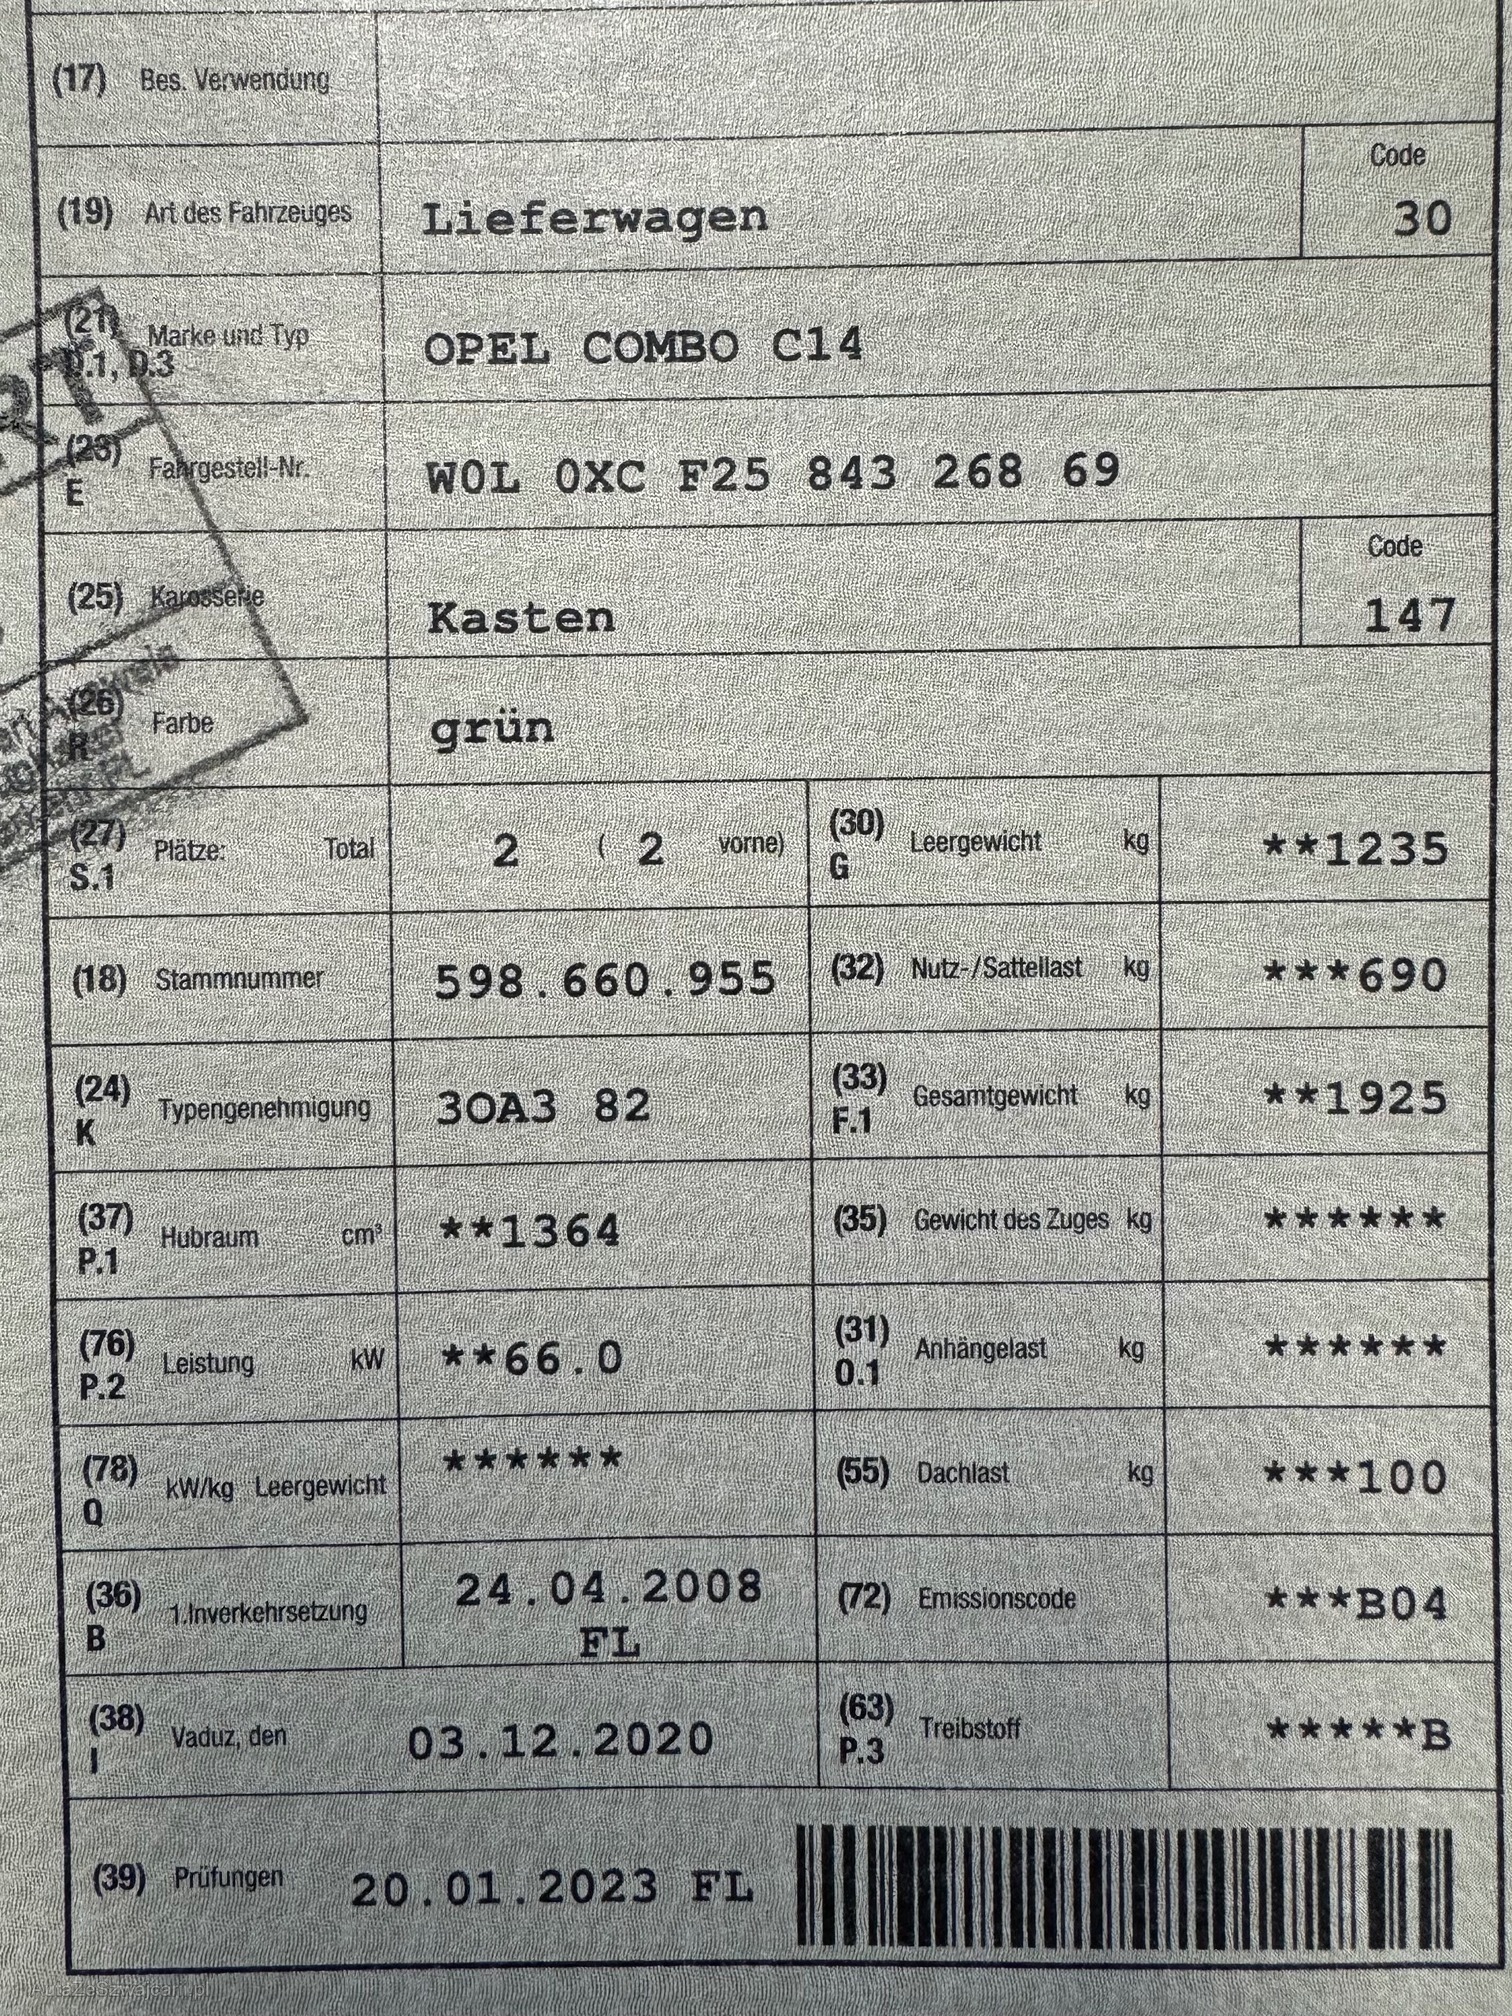 (17) Bes. Verwendung
Code
(19) Art des Fahrzeuges Lieferwagen 30
(21) Marke und Typ OPEL COMBO C14
D.1, D.3
RT
(23) Fahrgestell-Nr. W0L 0XC F25 843 268 69
E
Code
(25) Karosserie Kasten 147
(26) Farbe grün
R
(27) Plätze: Total 2 ( 2 vorne) (30) Leergewicht kg **1235
S.1 G
(18) Stammnummer 598.660.955 (32) Nutz-/Sattellast kg ***690
(24) Typengenehmigung 3OA3 82 (33) Gesamtgewicht kg **1925
K F.1
(37) Hubraum cm³ **1364 (35) Gewicht des Zuges kg ******
P.1
(76) Leistung kW **66.0 (31) Anhängelast kg ******
P.2 O.1
(78) kW/kg Leergewicht ****** (55) Dachlast kg ***100
Q
(36) 1.Inverkehrsetzung 24.04.2008 (72) Emissionscode ***B04
B FL
(38) Vaduz, den 03.12.2020 (63) Treibstoff *****B
I P.3
(39) Prüfungen 20.01.2023 FL